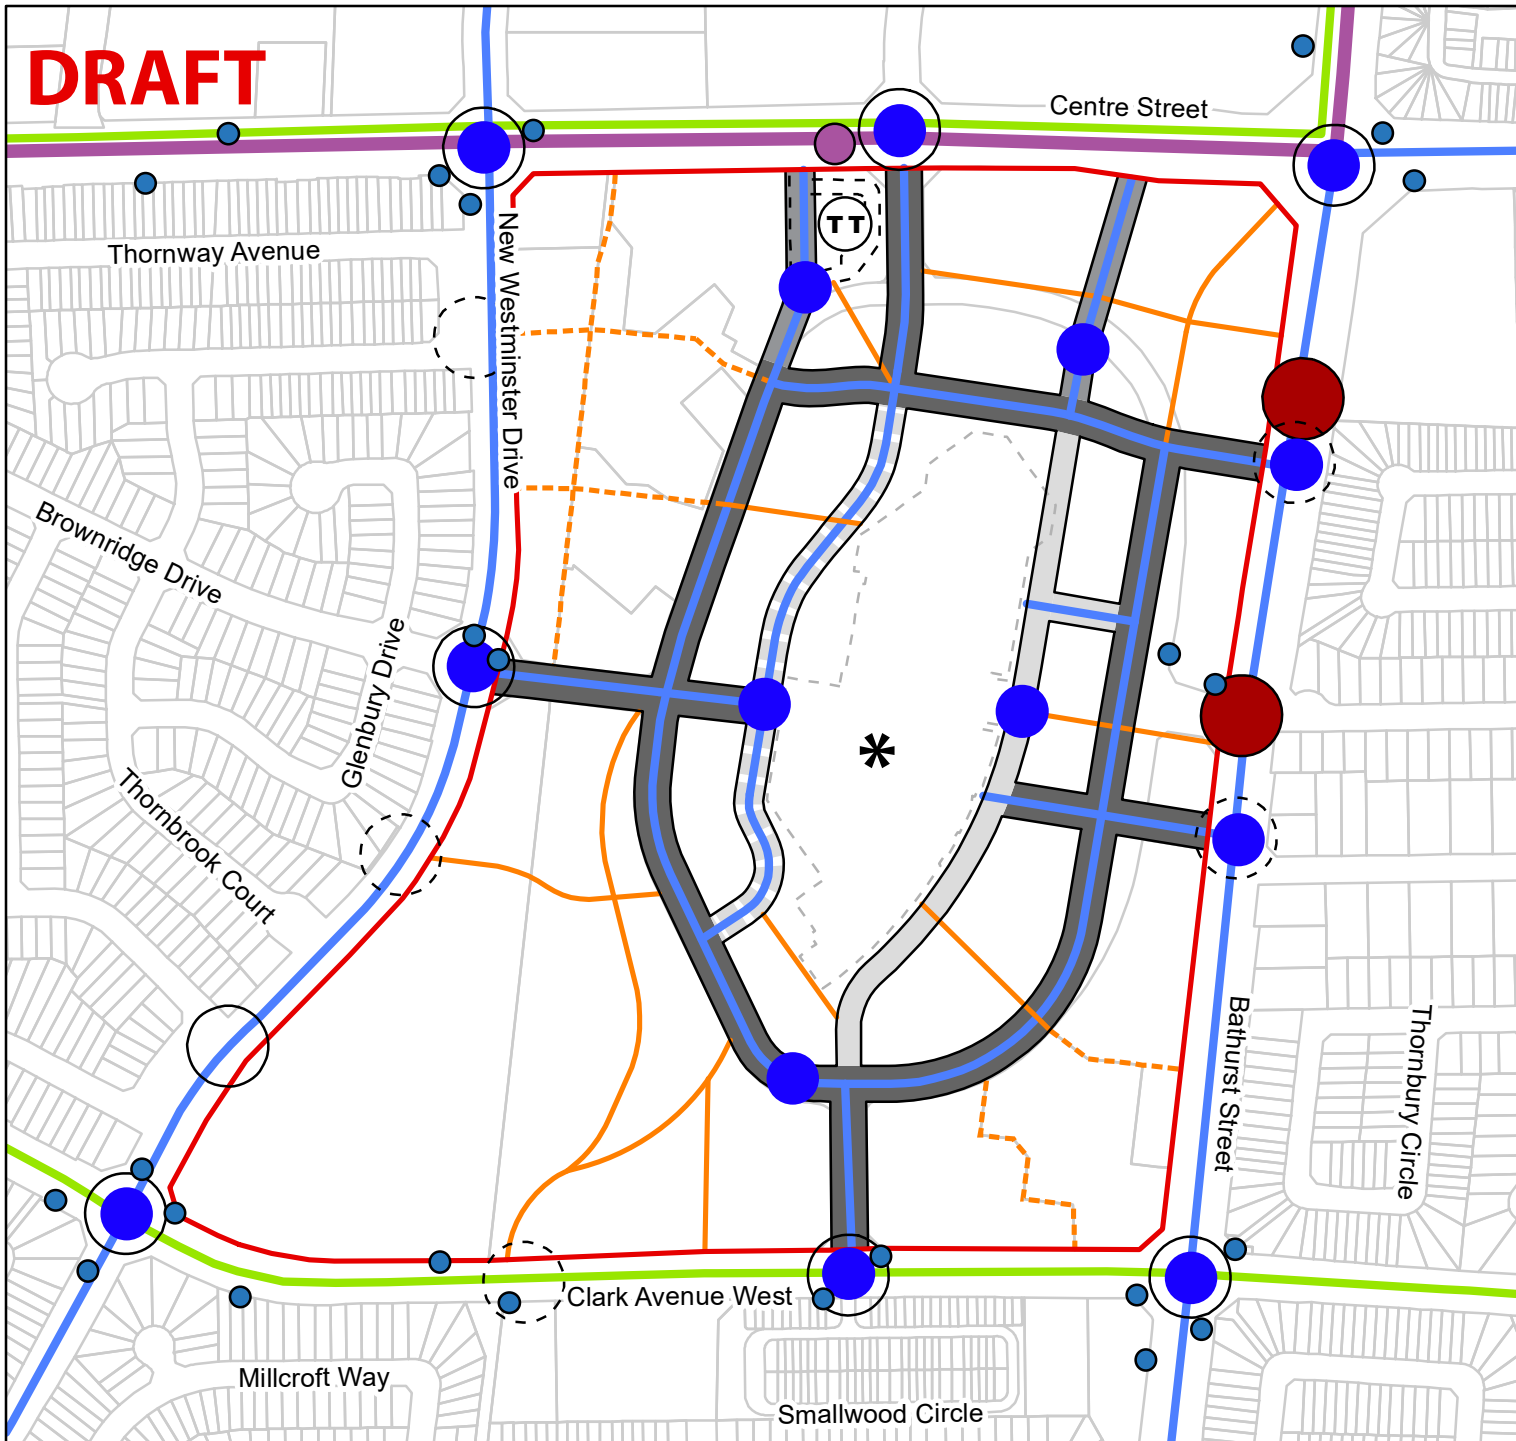 DRAFT
Centre Street
Thornway Avenue
TT
New Westminster Drive
Brownridge Drive
Glenbury Drive
*
Thornbrook Court
Bathurst Street
Thornbury Circle
Clark Avenue West
Millcroft Way
Smallwood Circle